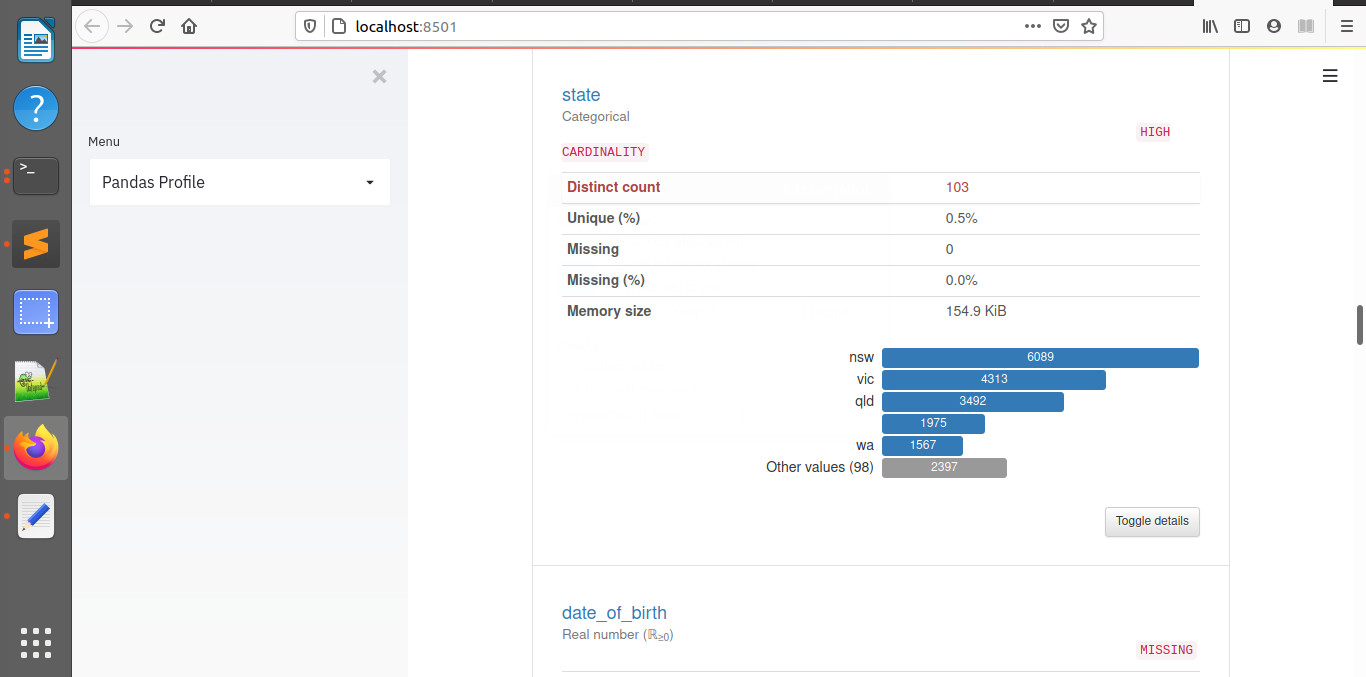 localhost:8501
Menu
Pandas Profile
state
Categorical
HIGH
CARDINALITY
Distinct count 103
Unique (%) 0.5%
Missing 0
Missing (%) 0.0%
Memory size 154.9 KiB
nsw 6089
vic 4313
qld 3492
1975
wa 1567
Other values (98) 2397
Toggle details
date_of_birth
Real number (ℝ≥0)
MISSING